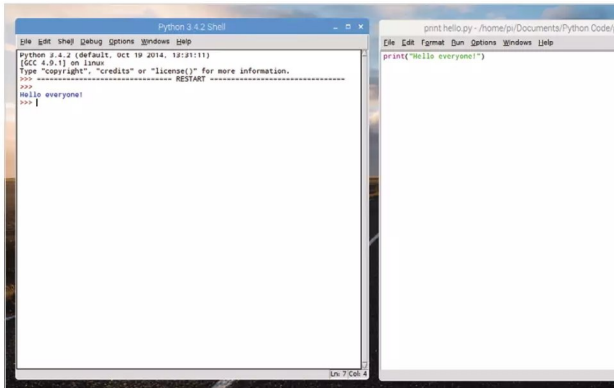 Python 3.4.2 Shell
File Edit Shell Debug Options Windows Help
Python 3.4.2 (default, Oct 19 2014, 13:31:11)
[GCC 4.9.1] on linux
Type "copyright", "credits" or "license()" for more information.
>>> ================================ RESTART ================================
>>>
Hello everyone!
>>>
Ln: 7 Col: 4
print hello.py - /home/pi/Documents/Python Code/
File Edit Format Run Options Windows Help
print("Hello everyone!")